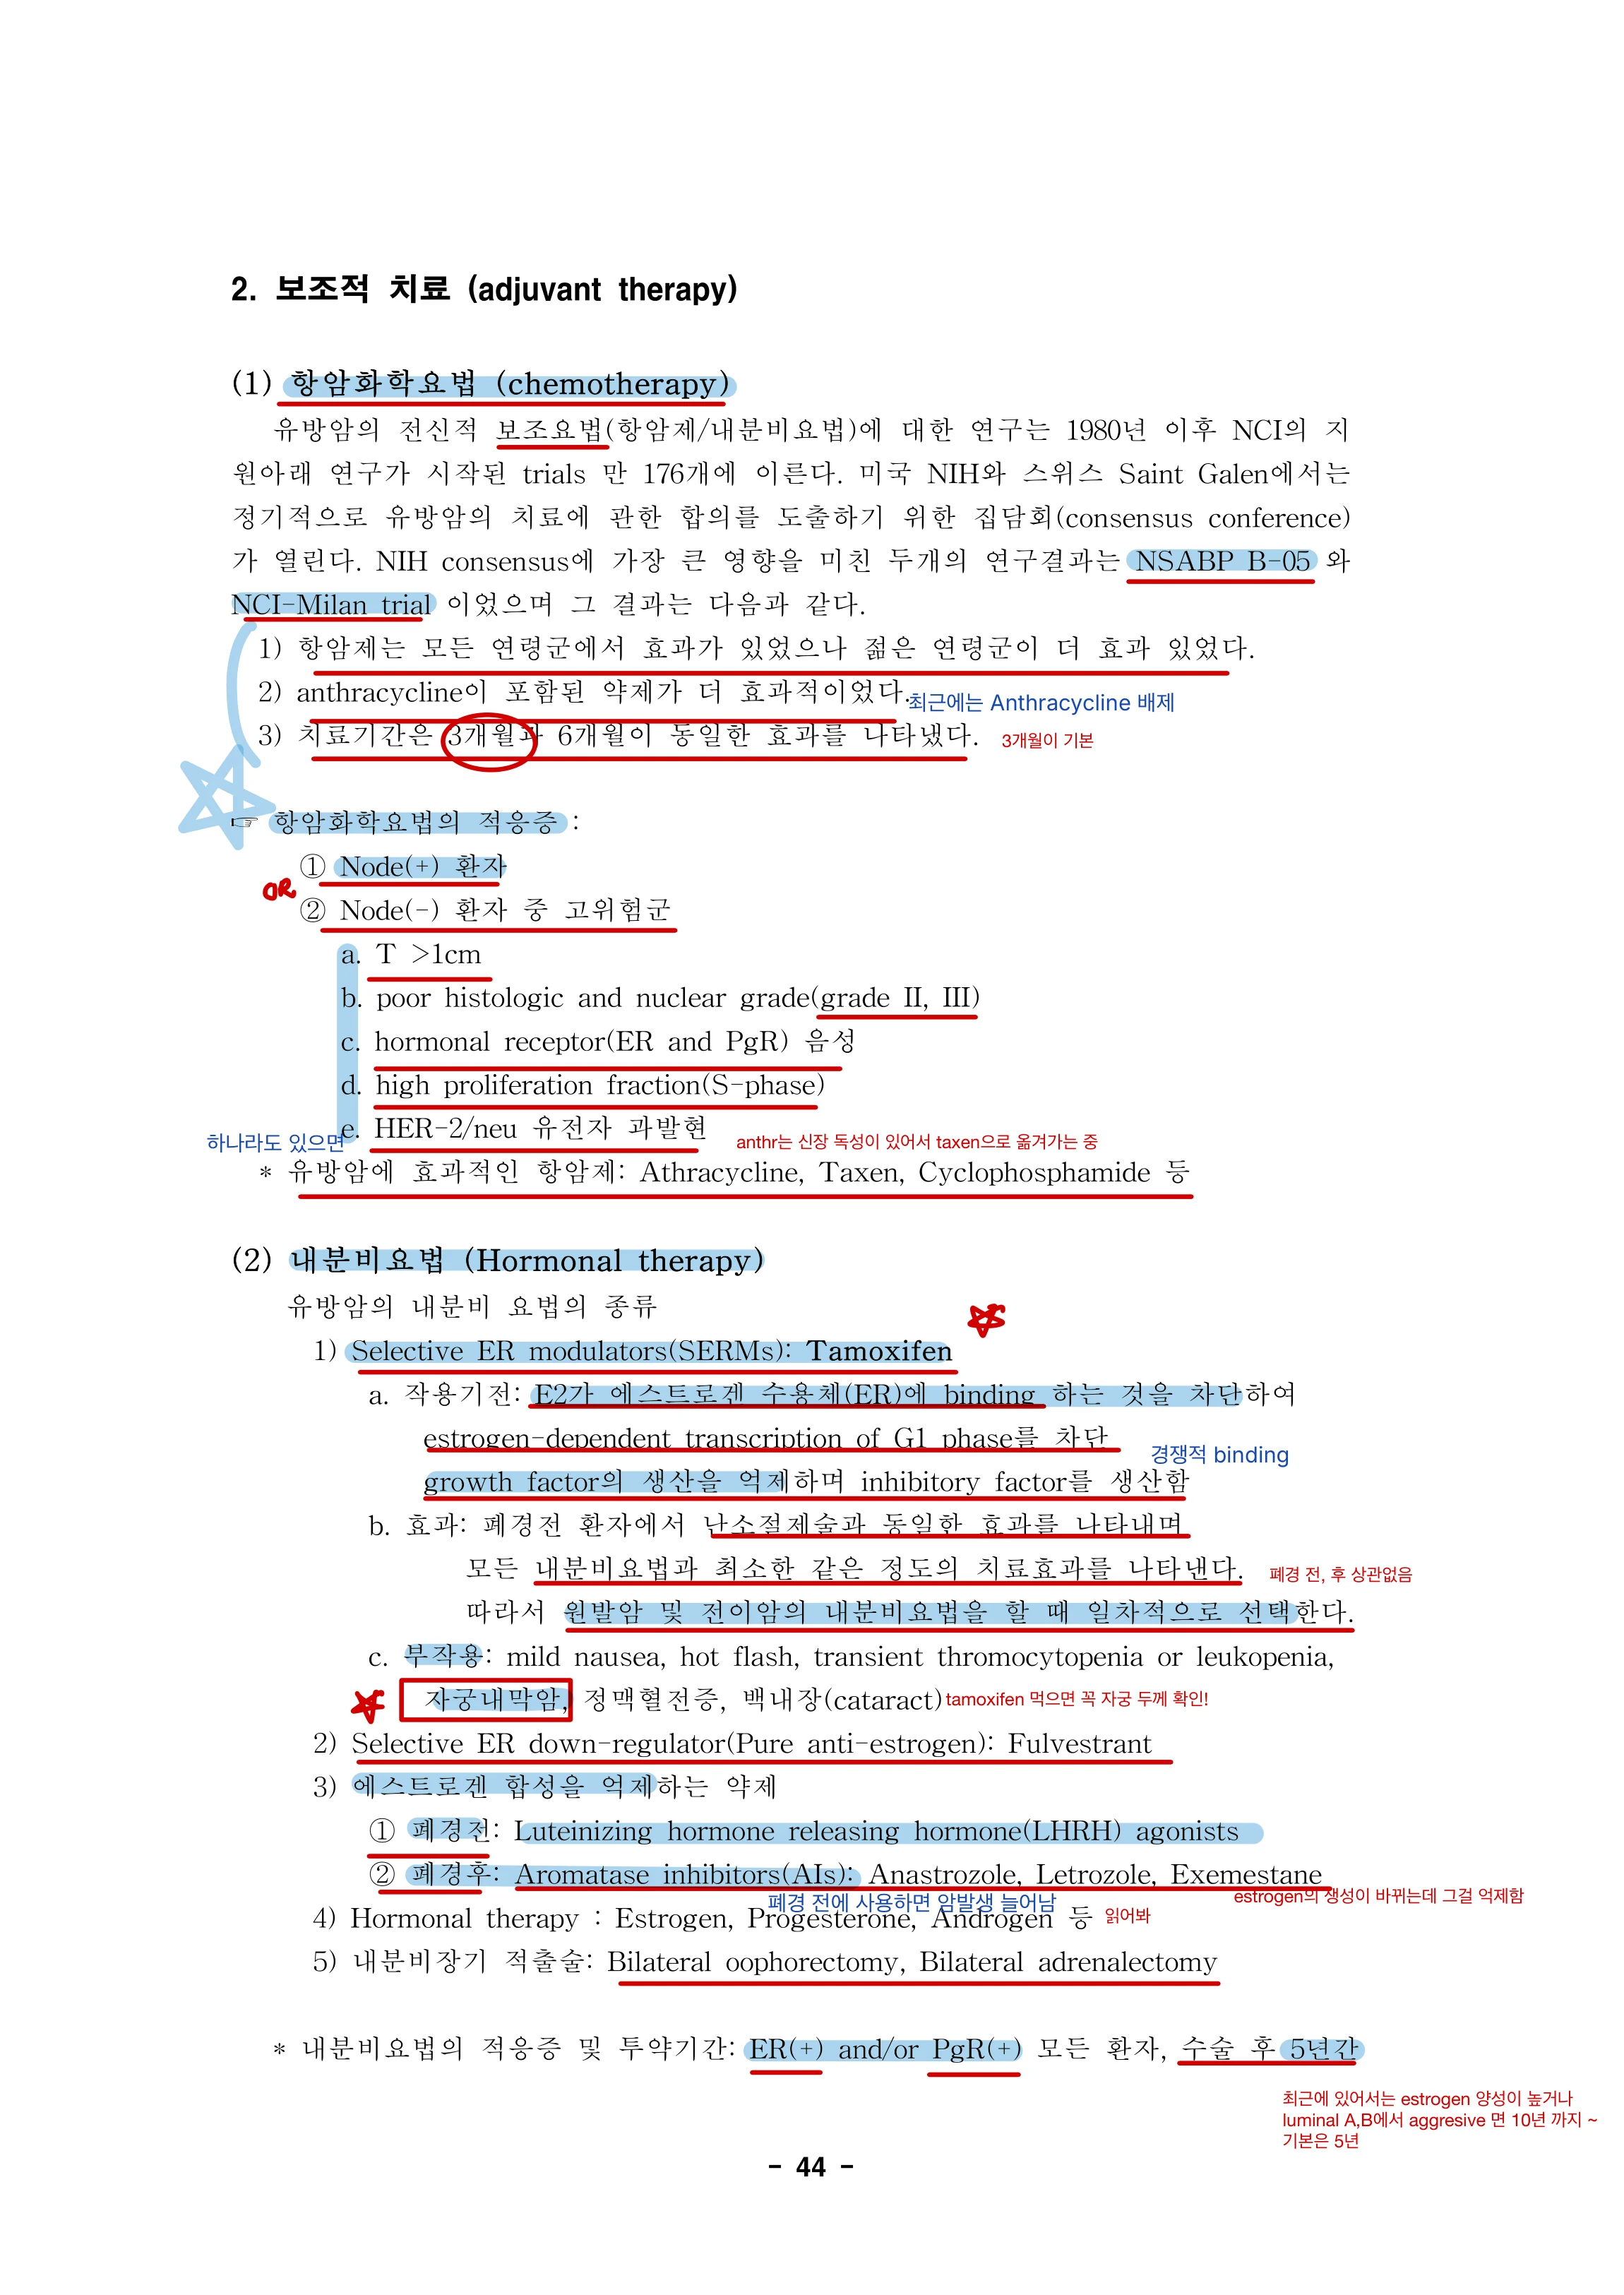 2. 보조적 치료 (adjuvant therapy)
(1) 항암화학요법 (chemotherapy)
유방암의 전신적 보조요법(항암제/내분비요법)에 대한 연구는 1980년 이후 NCI의 지
원아래 연구가 시작된 trials 만 176개에 이른다. 미국 NIH와 스위스 Saint Galen에서는
정기적으로 유방암의 치료에 관한 합의를 도출하기 위한 집담회(consensus conference)
가 열린다. NIH consensus에 가장 큰 영향을 미친 두개의 연구결과는 NSABP B-05 와
NCI-Milan trial 이었으며 그 결과는 다음과 같다.
1) 항암제는 모든 연령군에서 효과가 있었으나 젊은 연령군이 더 효과 있었다.
2) anthracycline이 포함된 약제가 더 효과적이었다. 최근에는 Anthracycline 배제
3) 치료기간은 3개월과 6개월이 동일한 효과를 나타냈다. 3개월이 기본
☞ 항암화학요법의 적응증 :
① Node(+) 환자
OR
② Node(-) 환자 중 고위험군
a. T >1cm
b. poor histologic and nuclear grade(grade II, III)
c. hormonal receptor(ER and PgR) 음성
d. high proliferation fraction(S-phase)
e. HER-2/neu 유전자 과발현
하나라도 있으면
anthr는 신장 독성이 있어서 taxen으로 옮겨가는 중
* 유방암에 효과적인 항암제: Athracycline, Taxen, Cyclophosphamide 등
(2) 내분비요법 (Hormonal therapy)
유방암의 내분비 요법의 종류
1) Selective ER modulators(SERMs): Tamoxifen
a. 작용기전: E2가 에스트로겐 수용체(ER)에 binding 하는 것을 차단하여
estrogen-dependent transcription of G1 phase를 차단
경쟁적 binding
growth factor의 생산을 억제하며 inhibitory factor를 생산함
b. 효과: 폐경전 환자에서 난소절제술과 동일한 효과를 나타내며
모든 내분비요법과 최소한 같은 정도의 치료효과를 나타낸다. 폐경 전, 후 상관없음
따라서 원발암 및 전이암의 내분비요법을 할 때 일차적으로 선택한다.
c. 부작용: mild nausea, hot flash, transient thromocytopenia or leukopenia,
자궁내막암, 정맥혈전증, 백내장(cataract) tamoxifen 먹으면 꼭 자궁 두께 확인!
2) Selective ER down-regulator(Pure anti-estrogen): Fulvestrant
3) 에스트로겐 합성을 억제하는 약제
① 폐경전: Luteinizing hormone releasing hormone(LHRH) agonists
② 폐경후: Aromatase inhibitors(AIs): Anastrozole, Letrozole, Exemestane
폐경 전에 사용하면 암발생 늘어남
estrogen의 생성이 바뀌는데 그걸 억제함
4) Hormonal therapy : Estrogen, Progesterone, Androgen 등 읽어봐
5) 내분비장기 적출술: Bilateral oophorectomy, Bilateral adrenalectomy
* 내분비요법의 적응증 및 투약기간: ER(+) and/or PgR(+) 모든 환자, 수술 후 5년간
최근에 있어서는 estrogen 양성이 높거나
luminal A,B에서 aggresive 면 10년 까지 ~
기본은 5년
- 44 -